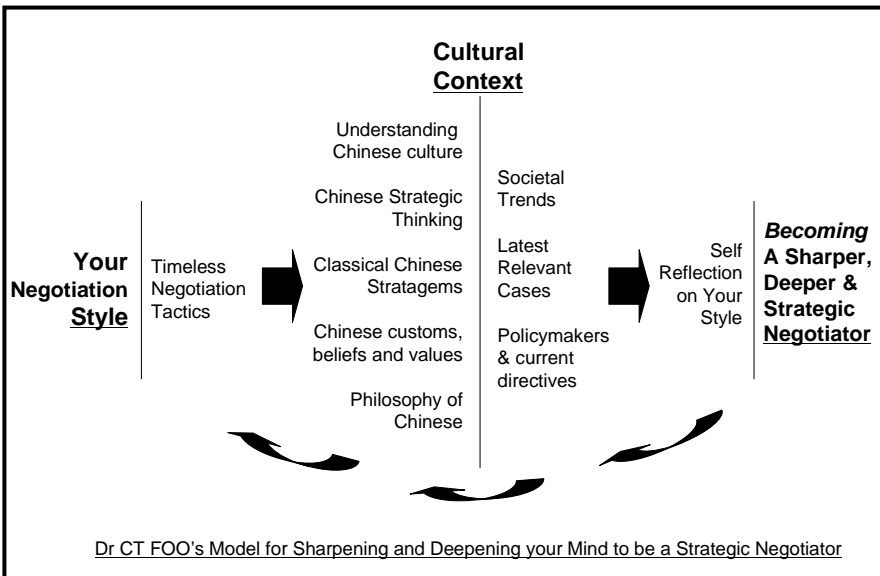 Cultural
Context
Understanding
Chinese culture
Chinese Strategic
Thinking
Classical Chinese
Stratagems
Chinese customs,
beliefs and values
Philosophy of
Chinese
Societal
Trends
Latest
Relevant
Cases
Policymakers
& current
directives
Your
Negotiation
Style
Timeless
Negotiation
Tactics
Self
Reflection
on Your
Style
Becoming
A Sharper,
Deeper &
Strategic
Negotiator
Dr CT FOO's Model for Sharpening and Deepening your Mind to be a Strategic Negotiator